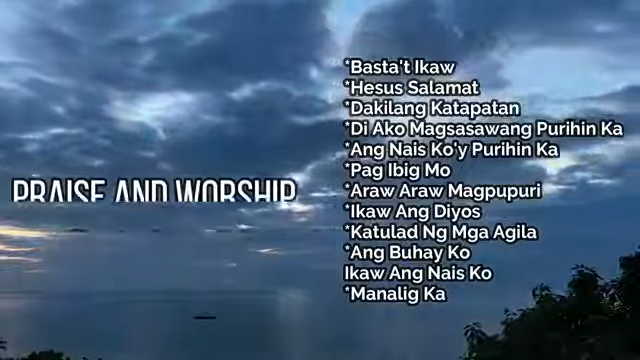 PRAISE AND WORSHIP
*Basta't Ikaw
*Hesus Salamat
*Dakilang Katapatan
*Di Ako Magsasawang Purihin Ka
*Ang Nais Ko'y Purihin Ka
*Pag Ibig Mo
*Araw Araw Magpupuri
*Ikaw Ang Diyos
*Katulad Ng Mga Agila
*Ang Buhay Ko
Ikaw Ang Nais Ko
*Manalig Ka